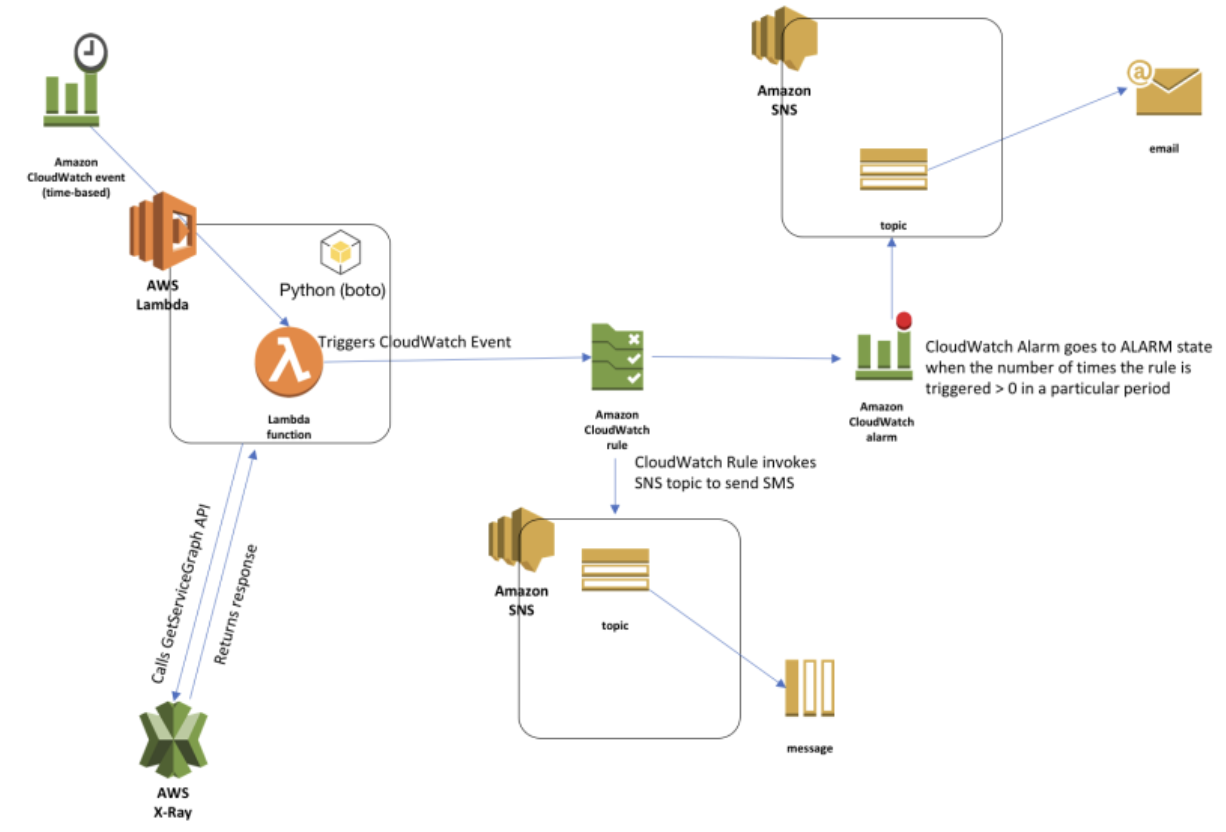 Amazon
CloudWatch event
(time-based)
AWS
Lambda
Python (boto)
Triggers CloudWatch Event
Lambda
function
Calls GetServiceGraph API
Returns response
AWS
X-Ray
Amazon
CloudWatch
rule
CloudWatch Rule invokes
SNS topic to send SMS
Amazon
SNS
topic
message
Amazon
CloudWatch
alarm
CloudWatch Alarm goes to ALARM state
when the number of times the rule is
triggered > 0 in a particular period
Amazon
SNS
topic
@
email